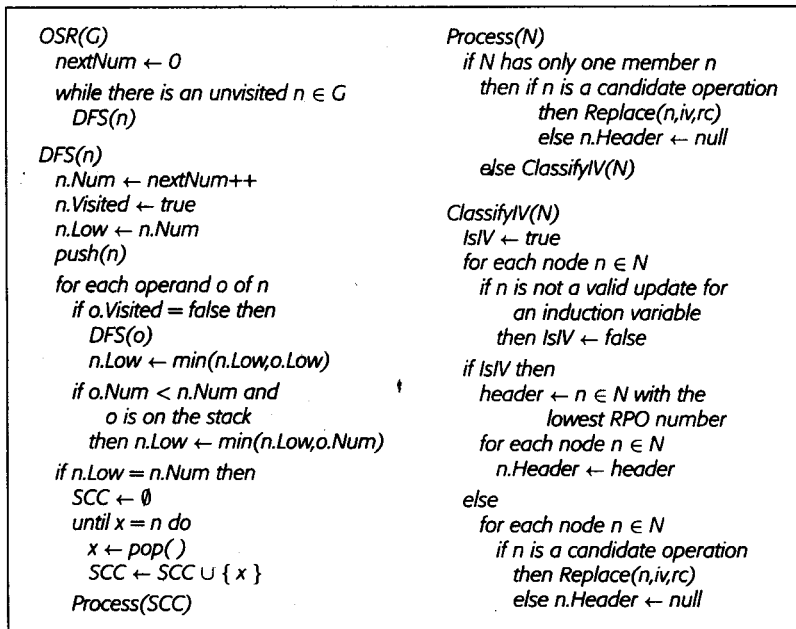 OSR(G)
nextNum ← 0
while there is an unvisited n ∈ G
DFS(n)
DFS(n)
n.Num ← nextNum++
n.Visited ← true
n.Low ← n.Num
push(n)
for each operand o of n
if o.Visited = false then
DFS(o)
n.Low ← min(n.Low,o.Low)
if o.Num < n.Num and
o is on the stack
then n.Low ← min(n.Low,o.Num)
if n.Low = n.Num then
SCC ← ∅
until x = n do
x ← pop( )
SCC ← SCC ∪ { x }
Process(SCC)
Process(N)
if N has only one member n
then if n is a candidate operation
then Replace(n,iv,rc)
else n.Header ← null
else ClassifyIV(N)
ClassifyIV(N)
IsIV ← true
for each node n ∈ N
if n is not a valid update for
an induction variable
then IsIV ← false
if IsIV then
header ← n ∈ N with the
lowest RPO number
for each node n ∈ N
n.Header ← header
else
for each node n ∈ N
if n is a candidate operation
then Replace(n,iv,rc)
else n.Header ← null